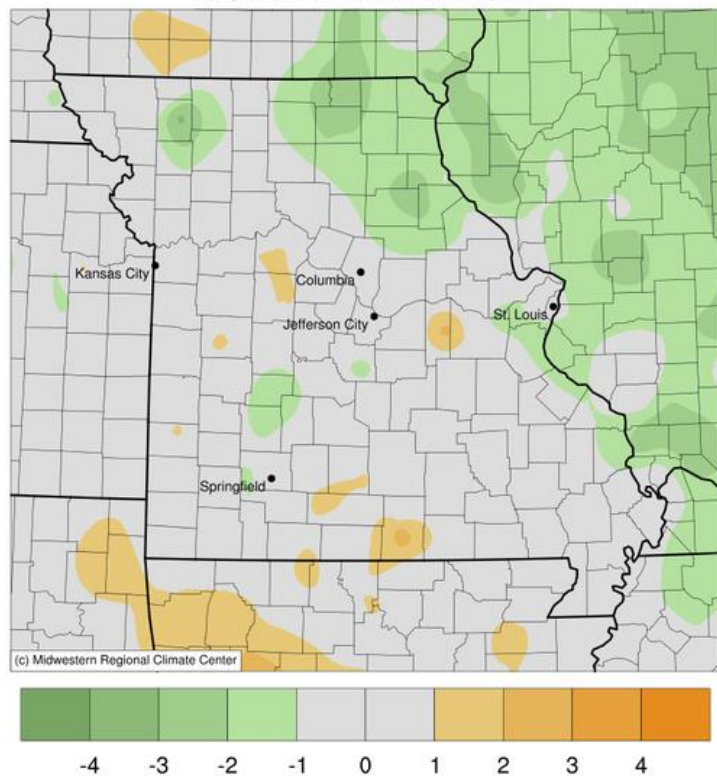 Kansas City
Columbia
Jefferson City
St. Louis
Springfield
(c) Midwestern Regional Climate Center
-4 -3 -2 -1 0 1 2 3 4